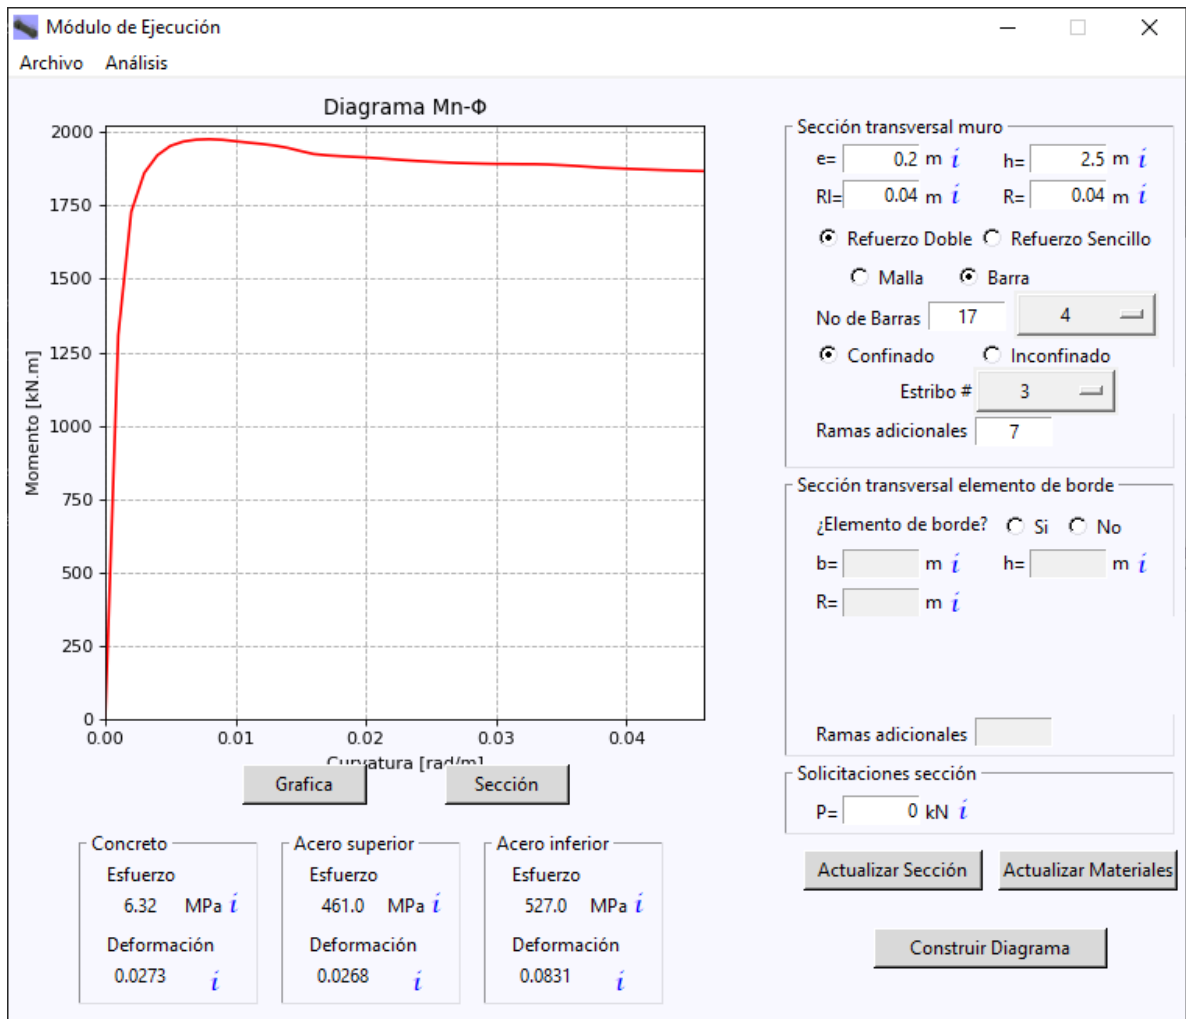 Módulo de Ejecución
Archivo Análisis
Diagrama Mn-Φ
2000
1750
1500
1250
1000
750
500
250
0
Momento [kN.m]
0.00 0.01 0.02 0.03 0.04
Curvatura [rad/m]
Grafica Sección
Concreto
Esfuerzo
6.32 MPa i
Deformación
0.0273 i
Acero superior
Esfuerzo
461.0 MPa i
Deformación
0.0268 i
Acero inferior
Esfuerzo
527.0 MPa i
Deformación
0.0831 i
Sección transversal muro
e= 0.2 m i h= 2.5 m i
Rl= 0.04 m i R= 0.04 m i
Refuerzo Doble Refuerzo Sencillo
Malla Barra
No de Barras 17 4
Confinado Inconfinado
Estribo # 3
Ramas adicionales 7
Sección transversal elemento de borde
¿Elemento de borde? Si No
b= m i h= m i
R= m i
Ramas adicionales
Solicitaciones sección
P= 0 kN i
Actualizar Sección Actualizar Materiales
Construir Diagrama